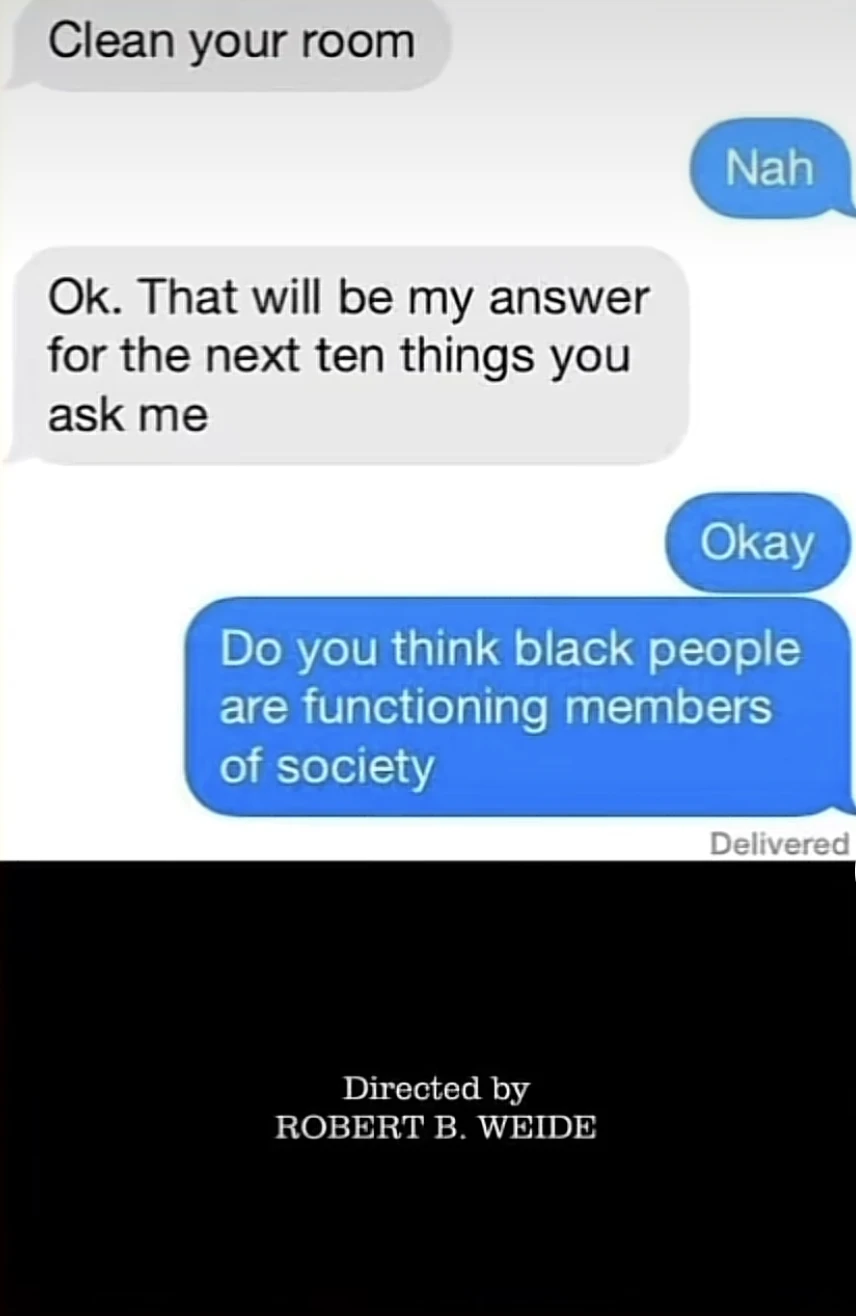 Clean your room
Nah
Ok. That will be my answer
for the next ten things you
ask me
Okay
Do you think black people
are functioning members
of society
Delivered
Directed by
ROBERT B. WEIDE